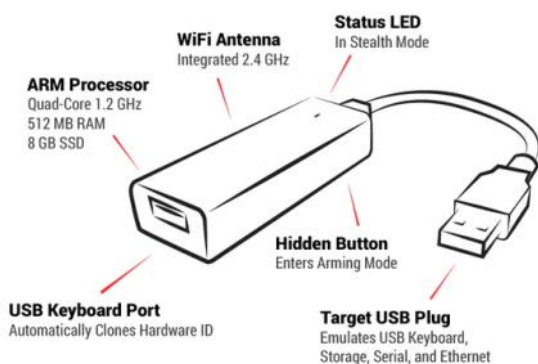 Status LED
In Stealth Mode
WiFi Antenna
Integrated 2.4 GHz
ARM Processor
Quad-Core 1.2 GHz
512 MB RAM
8 GB SSD
Hidden Button
Enters Arming Mode
USB Keyboard Port
Automatically Clones Hardware ID
Target USB Plug
Emulates USB Keyboard,
Storage, Serial, and Ethernet